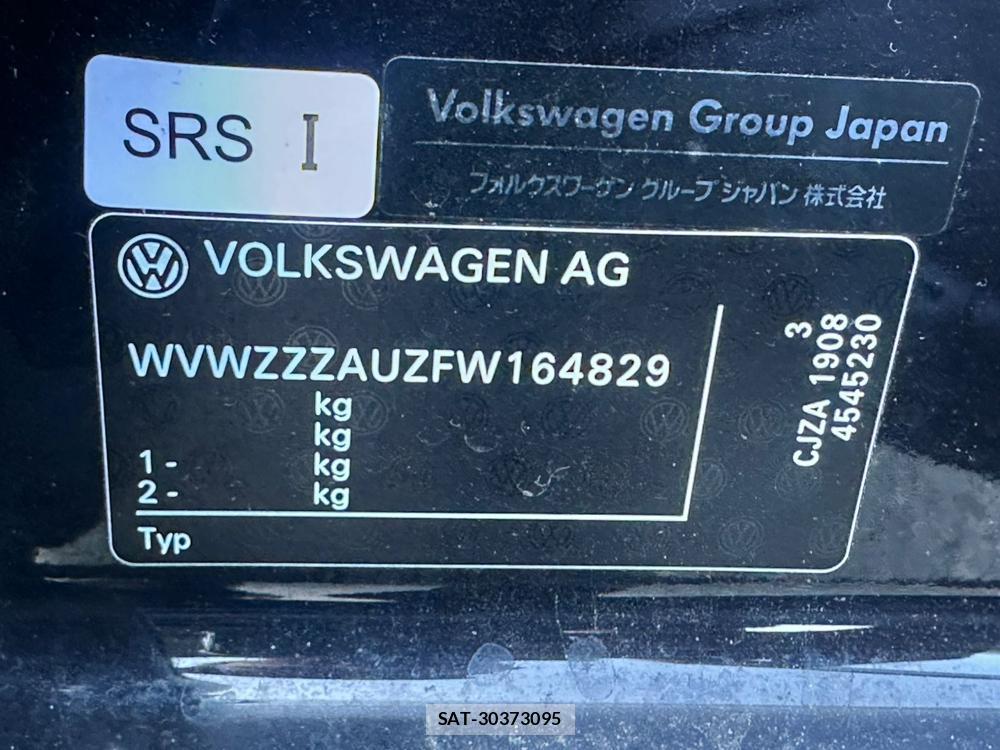 SRS I
Volkswagen Group Japan
フォルクスワーゲン グループ ジャパン 株式会社
VOLKSWAGEN AG
WVWZZZAUZFW164829
kg
kg
1 - kg
2 - kg
Typ
3
CJZA 1908
4545230
SAT-30373095